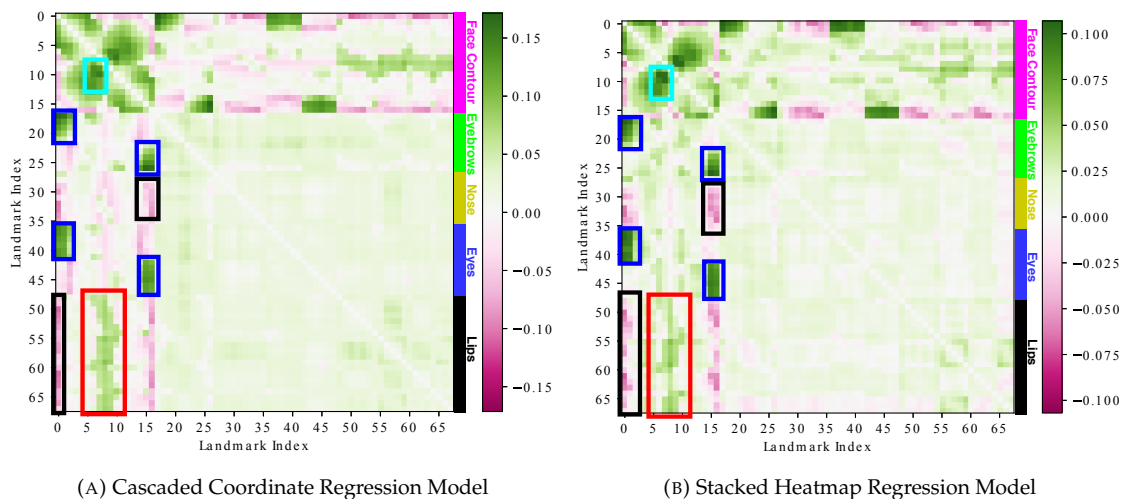 0
5
10
15
20
25
30
35
40
45
50
55
60
65
Landmark Index
0 5 10 15 20 25 30 35 40 45 50 55 60 65
Landmark Index
Face Contour
Eyebrows
Nose
Eyes
Lips
0.15
0.10
0.05
0.00
−0.05
−0.10
−0.15
(A) Cascaded Coordinate Regression Model
0
5
10
15
20
25
30
35
40
45
50
55
60
65
Landmark Index
0 5 10 15 20 25 30 35 40 45 50 55 60 65
Landmark Index
Face Contour
Eyebrows
Nose
Eyes
Lips
0.100
0.075
0.050
0.025
0.000
−0.025
−0.050
−0.075
−0.100
(B) Stacked Heatmap Regression Model